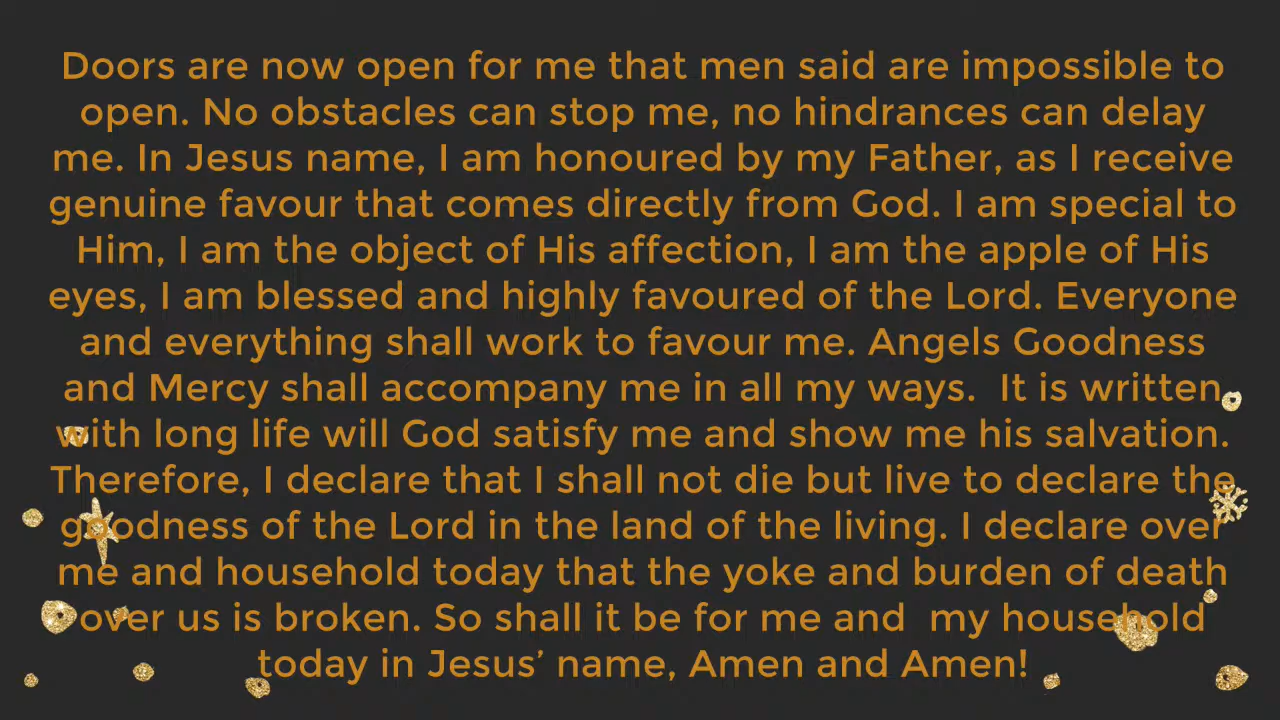 Doors are now open for me that men said are impossible to
open. No obstacles can stop me, no hindrances can delay
me. In Jesus name, I am honoured by my Father, as I receive
genuine favour that comes directly from God. I am special to
Him, I am the object of His affection, I am the apple of His
eyes, I am blessed and highly favoured of the Lord. Everyone
and everything shall work to favour me. Angels Goodness
and Mercy shall accompany me in all my ways.  It is written
with long life will God satisfy me and show me his salvation.
Therefore, I declare that I shall not die but live to declare the
goodness of the Lord in the land of the living. I declare over
me and household today that the yoke and burden of death
over us is broken. So shall it be for me and  my household
today in Jesus’ name, Amen and Amen!